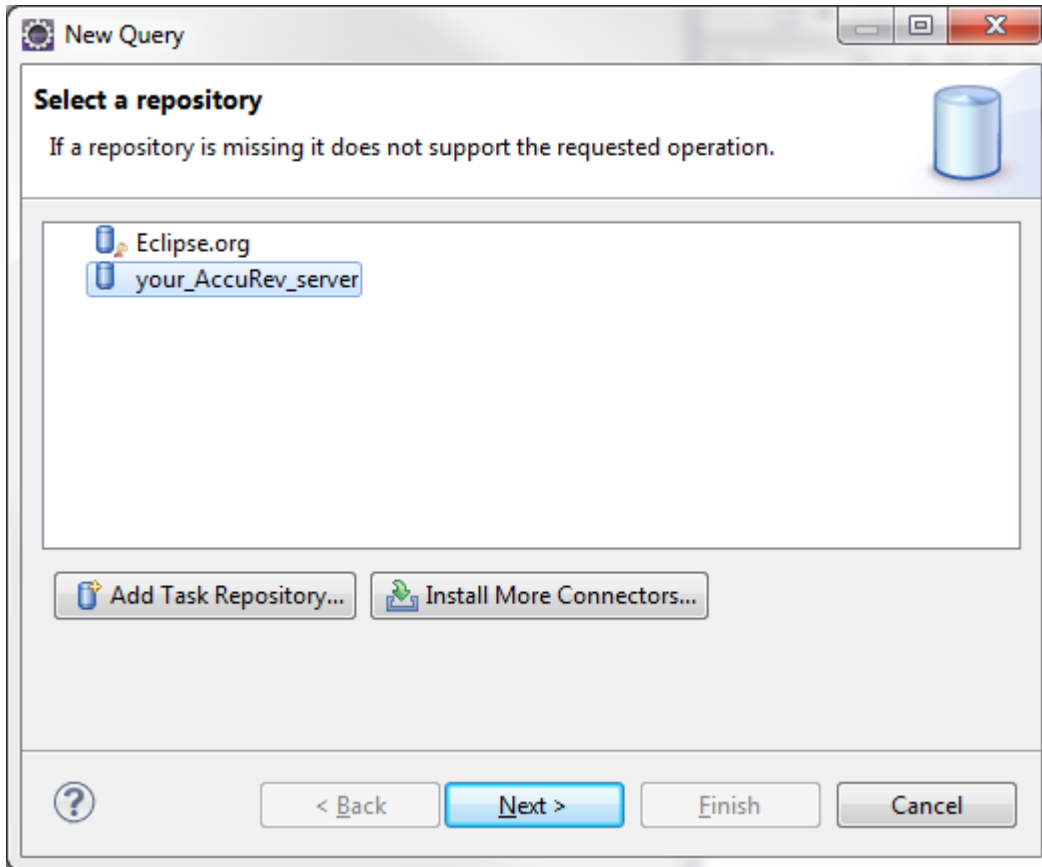 New Query
Select a repository
If a repository is missing it does not support the requested operation.
Eclipse.org
your_AccuRev_server
Add Task Repository... Install More Connectors...
? < Back Next > Finish Cancel